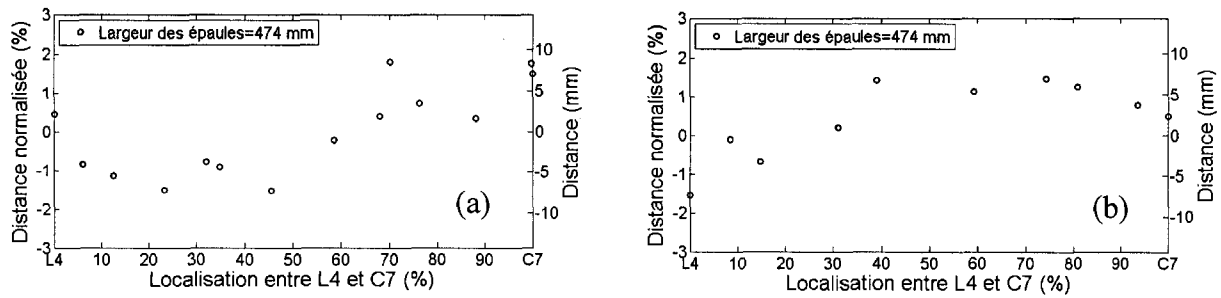 3
2
1
0
-1
-2
-3
Distance normalisée (%)
Largeur des épaules=474 mm
10
5
0
-5
-10
Distance (mm)
(a)
L4 10 20 30 40 50 60 70 80 90 C7
Localisation entre L4 et C7 (%)
3
2
1
0
-1
-2
-3
Distance normalisée (%)
Largeur des épaules=474 mm
10
5
0
-5
-10
Distance (mm)
(b)
L4 10 20 30 40 50 60 70 80 90 C7
Localisation entre L4 et C7 (%)